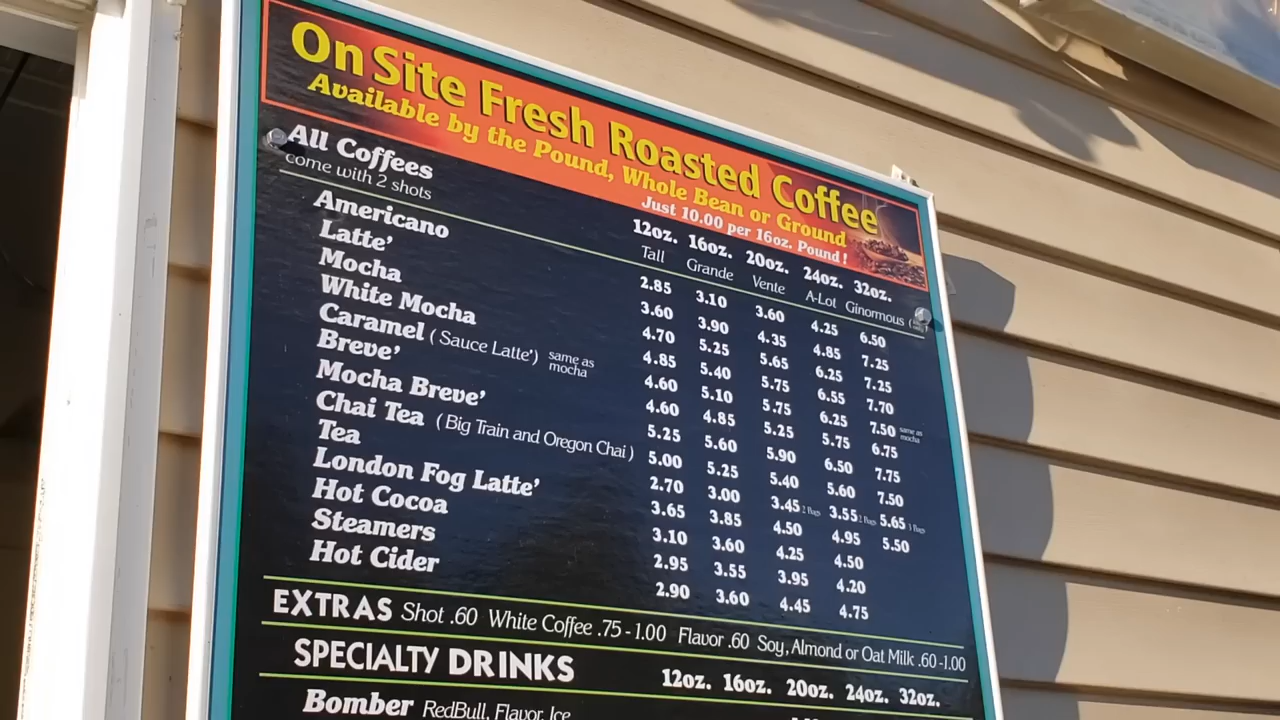 On Site Fresh Roasted Coffee
Available by the Pound, Whole Bean or Ground
Just 10.00 per 16oz. Pound!
All Coffees
come with 2 shots
12oz. 16oz. 20oz. 24oz. 32oz.
Tall Grande Vente A-Lot Ginormous
Americano 2.85 3.10 3.60 4.25 6.50
Latte' 3.60 3.90 4.35 4.85 7.25
Mocha 4.70 5.25 5.65 6.25 7.25
White Mocha 4.85 5.40 5.75 6.55 7.70
Caramel (Sauce Latte') same as mocha 4.60 5.10 5.75 6.25 7.50 same as mocha
Breve' 4.60 4.85 5.25 5.75 6.75
Mocha Breve' 5.25 5.60 5.90 6.50 7.75
Chai Tea (Big Train and Oregon Chai) 5.00 5.25 5.40 5.60 7.50
Tea 2.70 3.00 3.45 3.55 5.65
London Fog Latte' 3.65 3.85 4.50 4.95 5.50
Hot Cocoa 3.10 3.60 4.25 4.50
Steamers 2.95 3.55 3.95 4.20
Hot Cider 2.90 3.60 4.45 4.75
EXTRAS Shot .60 White Coffee .75-1.00 Flavor .60 Soy, Almond or Oat Milk .60-1.00
SPECIALTY DRINKS 12oz. 16oz. 20oz. 24oz. 32oz.
Bomber RedBull, Flavor, Ice